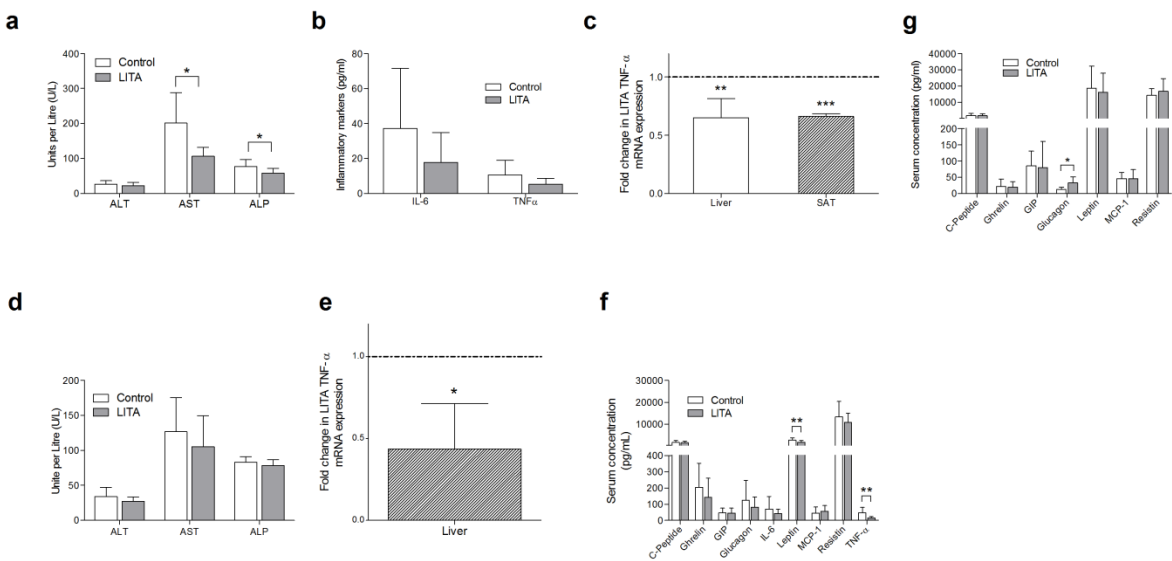 a
Units per Litre (U/L)
400
300
200
100
0
Control
LITA
*
*
ALT AST ALP
b
Inflammatory markers (pg/ml)
60
40
20
0
Control
LITA
IL-6 TNFα
c
Fold change in LITA TNF-α
mRNA expression
1.0
0.5
0.0
**
***
Liver SAT
g
Serum concentration (pg/ml)
40000
30000
20000
10000
200
150
100
50
0
Control
LITA
*
C-Peptide
Ghrelin
GIP
Glucagon
Leptin
MCP-1
Resistin
d
Unite per Litre (U/L)
200
150
100
50
0
Control
LITA
ALT AST ALP
e
Fold change in LITA TNF-α
mRNA expression
1.0
0.5
0.0
*
Liver
f
Serum concentration
(pg/mL)
30000
20000
10000
400
300
200
100
0
Control
LITA
**
**
C-Peptide
Ghrelin
GIP
Glucagon
IL-6
Leptin
MCP-1
Resistin
TNF-α